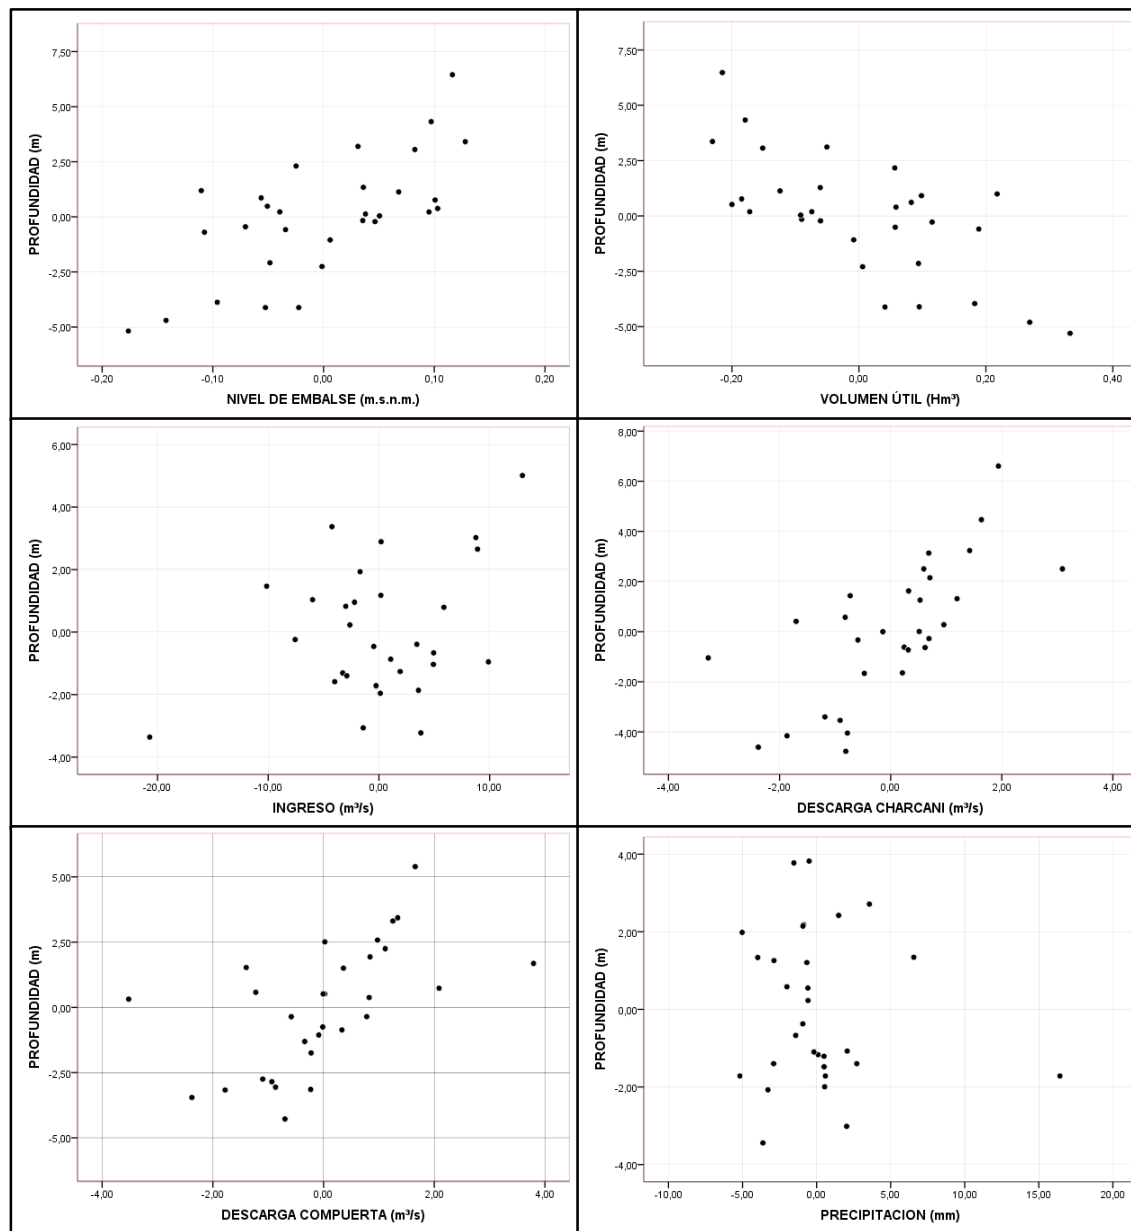 7,50
5,00
2,50
0,00
-2,50
-5,00
PROFUNDIDAD (m)
-0,20 -0,10 0,00 0,10 0,20
NIVEL DE EMBALSE (m.s.n.m.)
7,50
5,00
2,50
0,00
-2,50
-5,00
PROFUNDIDAD (m)
-0,20 0,00 0,20 0,40
VOLUMEN ÚTIL (Hm³)
6,00
4,00
2,00
0,00
-2,00
-4,00
PROFUNDIDAD (m)
-20,00 -10,00 0,00 10,00
INGRESO (m³/s)
8,00
6,00
4,00
2,00
0,00
-2,00
-4,00
PROFUNDIDAD (m)
-4,00 -2,00 0,00 2,00 4,00
DESCARGA CHARCANI (m³/s)
5,00
2,50
0,00
-2,50
-5,00
PROFUNDIDAD (m)
-4,00 -2,00 0,00 2,00 4,00
DESCARGA COMPUERTA (m³/s)
4,00
2,00
0,00
-2,00
-4,00
PROFUNDIDAD (m)
-10,00 -5,00 0,00 5,00 10,00 15,00 20,00
PRECIPITACION (mm)